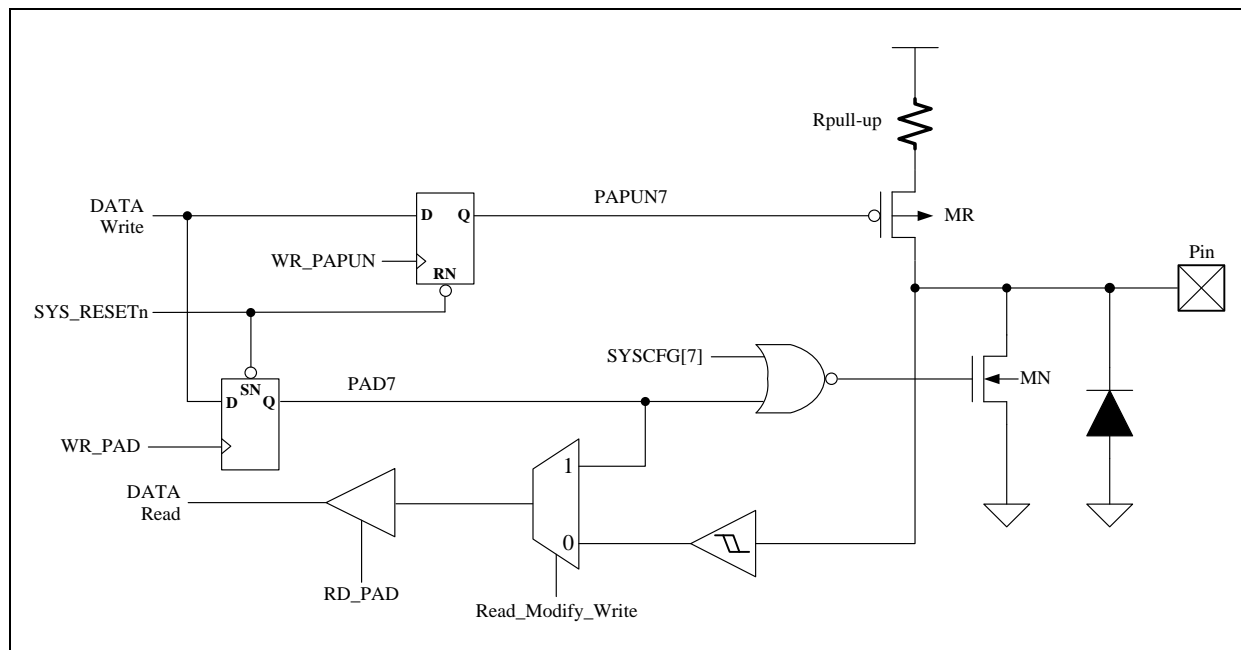 Rpull-up
DATA
Write
D
Q
PAPUN7
MR
WR_PAPUN
RN
Pin
SYS_RESETn
SYSCFG[7]
SN
D
Q
PAD7
MN
WR_PAD
1
DATA
Read
0
RD_PAD
Read_Modify_Write